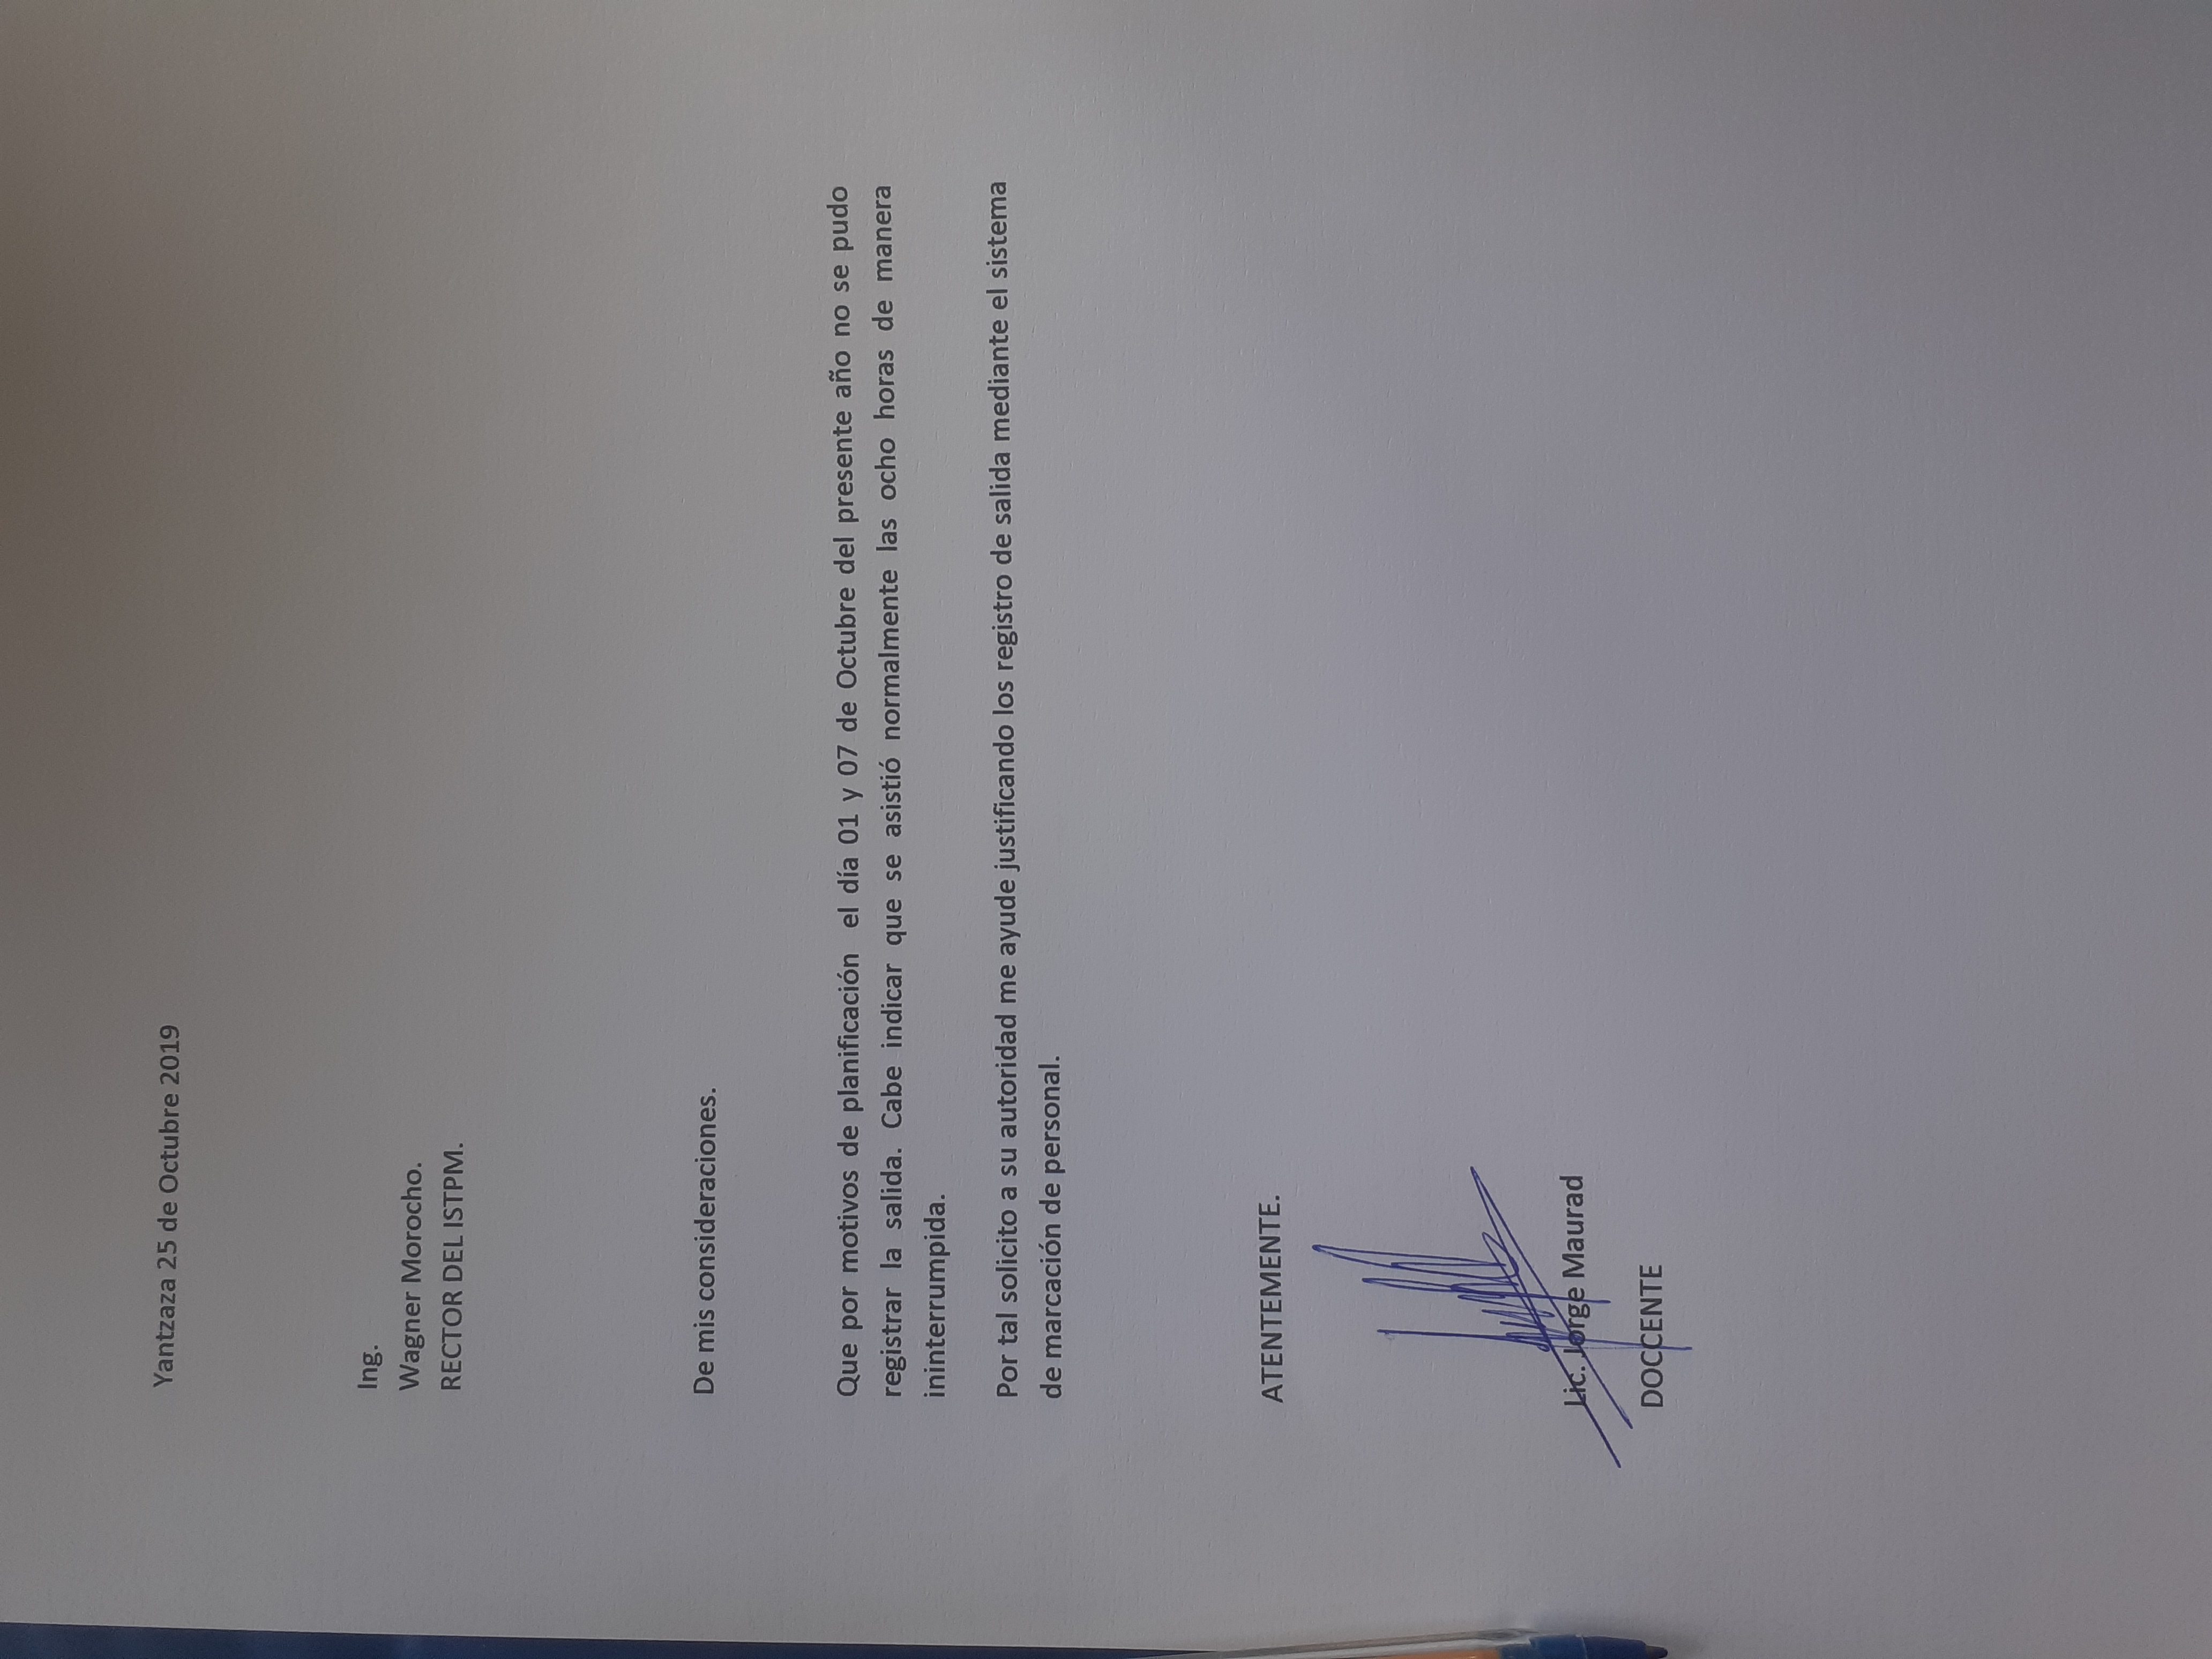 Yantzaza 25 de Octubre 2019
Ing.
Wagner Morocho.
RECTOR DEL ISTPM.
De mis consideraciones.
Que por motivos de planificación el día 01 y 07 de Octubre del presente año no se pudo
registrar la salida. Cabe indicar que se asistió normalmente las ocho horas de manera
ininterrumpida.
Por tal solicito a su autoridad me ayude justificando los registro de salida mediante el sistema
de marcación de personal.
ATENTEMENTE.
Lic. Jorge Maurad
DOCCENTE